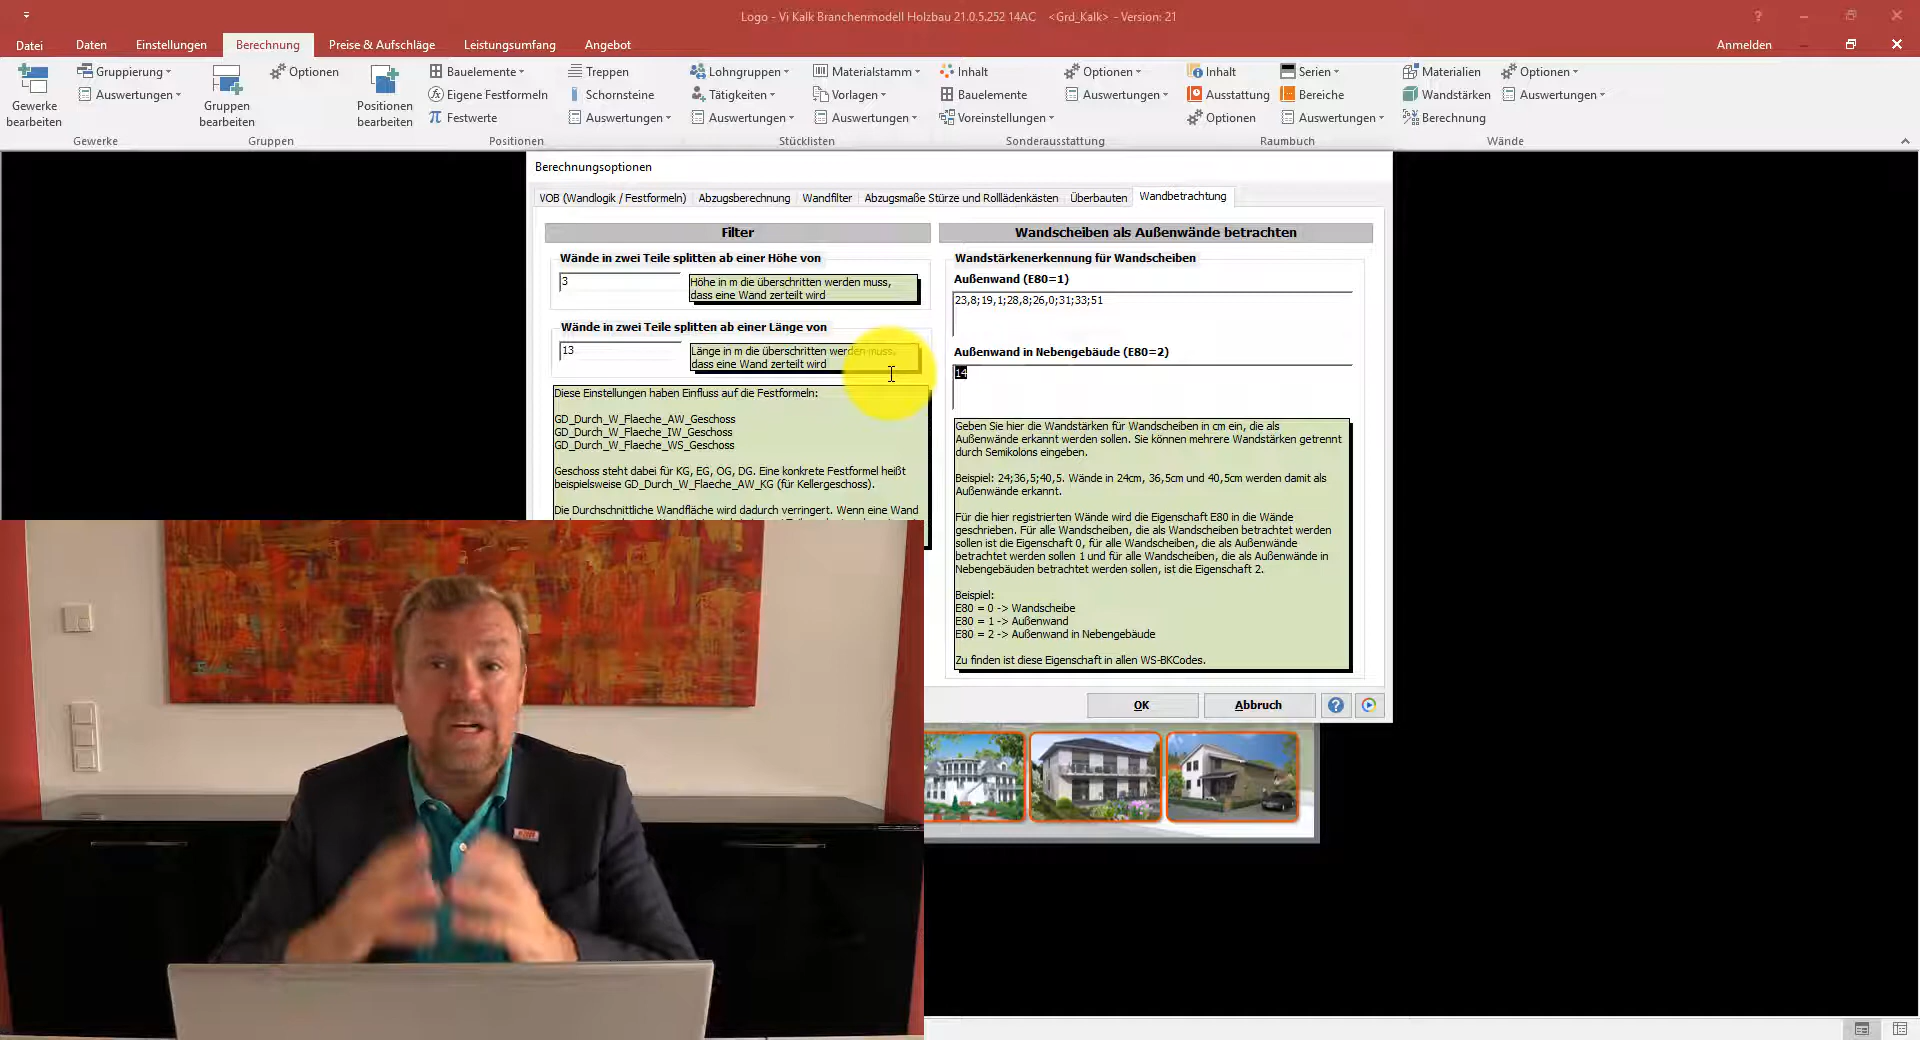 Logo - Vi Kalk Branchenmodell Holzbau 21.0.5.252 14AC <Grd_Kalk> - Version: 21
Datei Daten Einstellungen Berechnung Preise & Aufschläge Leistungsumfang Angebot Anmelden
Gewerke bearbeiten
Gruppierung
Auswertungen
Gewerke
Gruppen bearbeiten
Optionen
Gruppen
Positionen bearbeiten
Bauelemente
Eigene Festformeln
Festwerte
Treppen
Schornsteine
Auswertungen
Positionen
Lohngruppen
Tätigkeiten
Auswertungen
Materialstamm
Vorlagen
Auswertungen
Stücklisten
Inhalt
Bauelemente
Voreinstellungen
Optionen
Auswertungen
Sonderausstattung
Inhalt
Ausstattung
Optionen
Serien
Bereiche
Auswertungen
Raumbuch
Materialien
Wandstärken
Berechnung
Optionen
Auswertungen
Wände
Berechnungsoptionen
VOB (Wandlogik / Festformeln) Abzugsberechnung Wandfilter Abzugsmaße Stürze und Rolllädenkästen Überbauten Wandbetrachtung
Filter
Wände in zwei Teile splitten ab einer Höhe von
3
Höhe in m die überschritten werden muss,
dass eine Wand zerteilt wird
Wände in zwei Teile splitten ab einer Länge von
13
Länge in m die überschritten werden muss,
dass eine Wand zerteilt wird
Diese Einstellungen haben Einfluss auf die Festformeln:
GD_Durch_W_Flaeche_AW_Geschoss
GD_Durch_W_Flaeche_IW_Geschoss
GD_Durch_W_Flaeche_WS_Geschoss
Geschoss steht dabei für KG, EG, OG, DG. Eine konkrete Festformel heißt
beispielsweise GD_Durch_W_Flaeche_AW_KG (für Kellergeschoss).
Die Durchschnittliche Wandfläche wird dadurch verringert. Wenn eine Wand
Wandscheiben als Außenwände betrachten
Wandstärkenerkennung für Wandscheiben
Außenwand (E80=1)
23,8;19,1;28,8;26,0;31;33;51
Außenwand in Nebengebäude (E80=2)
14
Geben Sie hier die Wandstärken für Wandscheiben in cm ein, die als
Außenwände erkannt werden sollen. Sie können mehrere Wandstärken getrennt
durch Semikolons eingeben.
Beispiel: 24;36,5;40,5. Wände in 24cm, 36,5cm und 40,5cm werden damit als
Außenwände erkannt.
Für die hier registrierten Wände wird die Eigenschaft E80 in die Wände
geschrieben. Für alle Wandscheiben, die als Wandscheiben betrachtet werden
sollen ist die Eigenschaft 0, für alle Wandscheiben, die als Außenwände
betrachtet werden sollen 1 und für alle Wandscheiben, die als Außenwände in
Nebengebäuden betrachtet werden sollen, ist die Eigenschaft 2.
Beispiel:
E80 = 0 -> Wandscheibe
E80 = 1 -> Außenwand
E80 = 2 -> Außenwand in Nebengebäude
Zu finden ist diese Eigenschaft in allen WS-BKCodes.
OK Abbruch